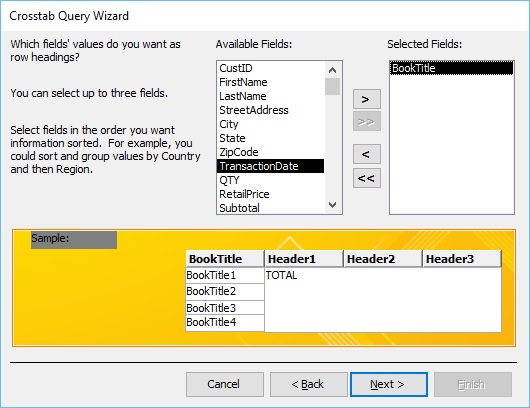 Crosstab Query Wizard
Which fields' values do you want as
row headings?
You can select up to three fields.
Select fields in the order you want
information sorted.  For example, you
could sort and group values by Country
and then Region.
Available Fields:
CustID
FirstName
LastName
StreetAddress
City
State
ZipCode
TransactionDate
QTY
RetailPrice
Subtotal
>
>>
<
<<
Selected Fields:
BookTitle
Sample:
BookTitle Header1 Header2 Header3
BookTitle1 TOTAL
BookTitle2
BookTitle3
BookTitle4
Cancel < Back Next > Finish